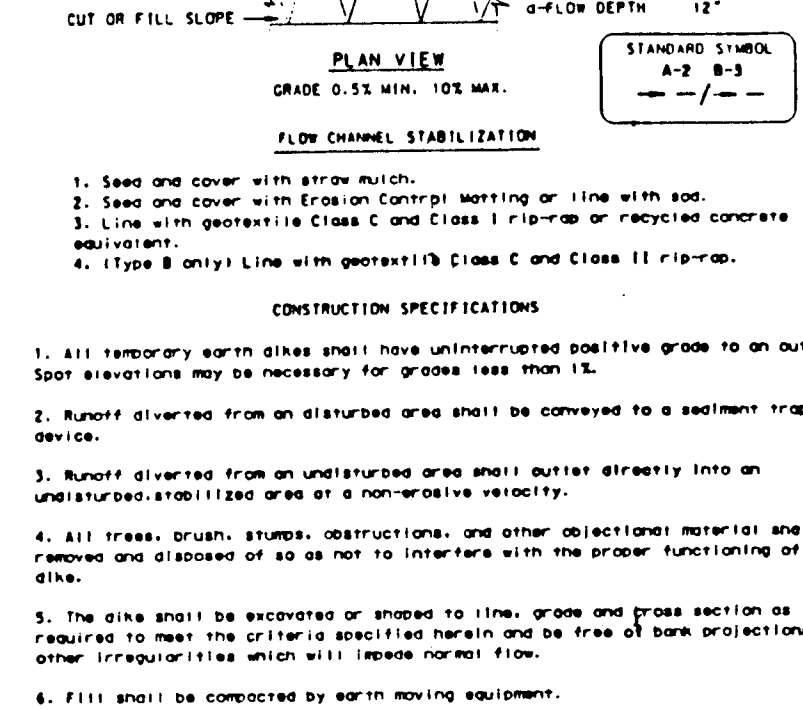 CUT OR FILL SLOPE
d-FLOW DEPTH 12"
PLAN VIEW
GRADE 0.5% MIN. 10% MAX.
STANDARD SYMBOL
A-2 B-3
FLOW CHANNEL STABILIZATION
1. Seed and cover with straw mulch.
2. Seed and cover with Erosion Control Matting or line with sod.
3. Line with geotextile Class C and Class I rip-rap or recycled concrete
equivalent.
4. (Type B only) Line with geotextile Class C and Class II rip-rap.
CONSTRUCTION SPECIFICATIONS
1. All temporary earth dikes shall have uninterrupted positive grade to an out
Spot elevations may be necessary for grades less than 1%.
2. Runoff diverted from an disturbed area shall be conveyed to a sediment trap
device.
3. Runoff diverted from an undisturbed area shall outlet directly into an
undisturbed, stabilized area at a non-erosive velocity.
4. All trees, brush, stumps, obstructions, and other objectional material sha
removed and disposed of so as not to interfere with the proper functioning of
dike.
5. The dike shall be excavated or shaped to line, grade and cross section as
required to meet the criteria specified herein and be free of bank projection
other irregularities which will impede normal flow.
6. Fill shall be compacted by earth moving equipment.